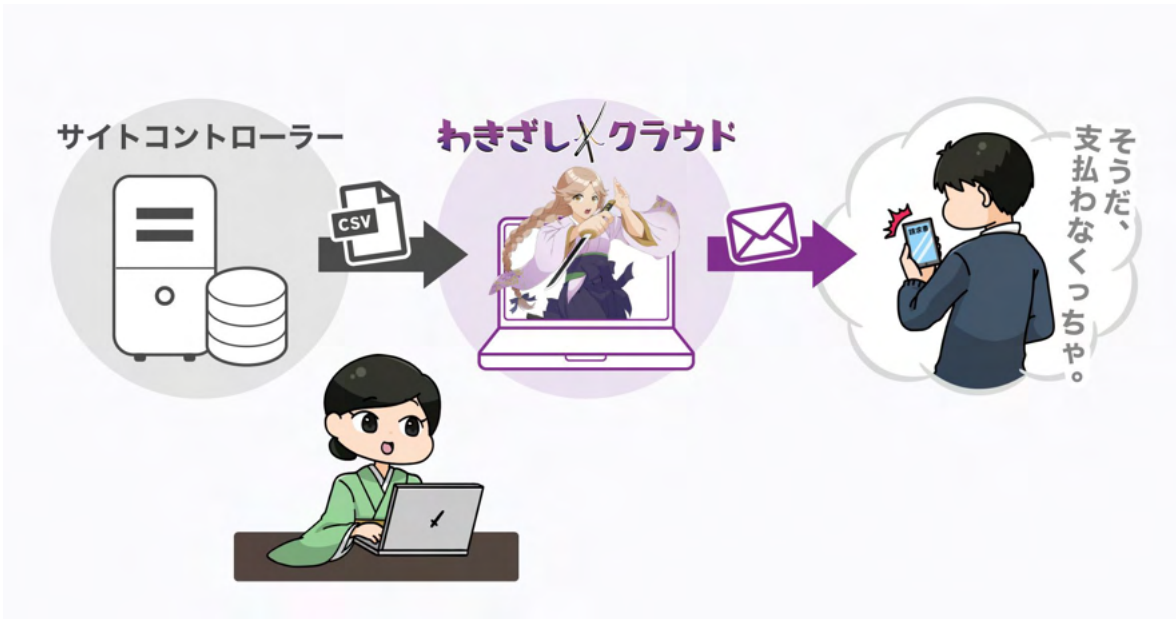 サイトコントローラー
CSV
わきざしクラウド
請求書
そうだ、
支払わなくっちゃ。